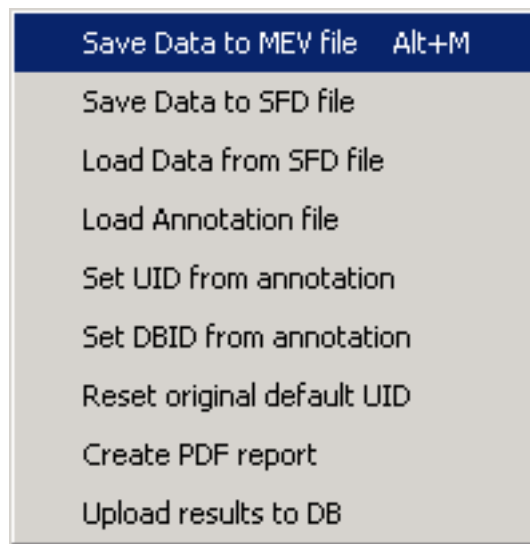 Save Data to MEV file Alt+M
Save Data to SFD file
Load Data from SFD file
Load Annotation file
Set UID from annotation
Set DBID from annotation
Reset original default UID
Create PDF report
Upload results to DB